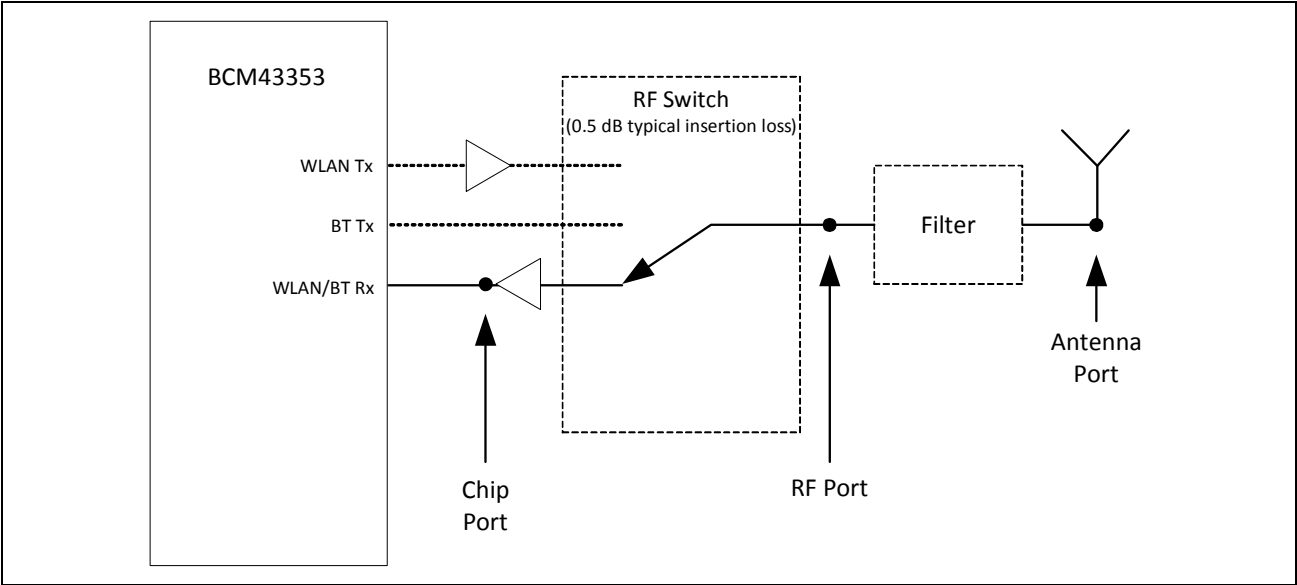 BCM43353
RF Switch
(0.5 dB typical insertion loss)
WLAN Tx
BT Tx
Filter
WLAN/BT Rx
Antenna
Port
Chip
Port
RF Port